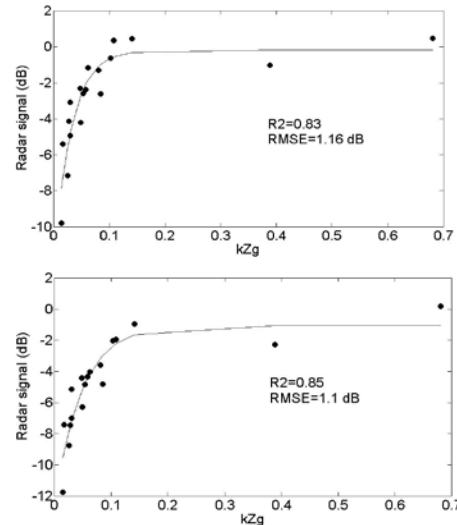 2
0
-2
-4
-6
-8
-10
Radar signal (dB)
R2=0.83
RMSE=1.16 dB
0 0.1 0.2 0.3 0.4 0.5 0.6 0.7
kZg
2
0
-2
-4
-6
-8
-10
-12
Radar signal (dB)
R2=0.85
RMSE=1.1 dB
0 0.1 0.2 0.3 0.4 0.5 0.6 0.7
kZg